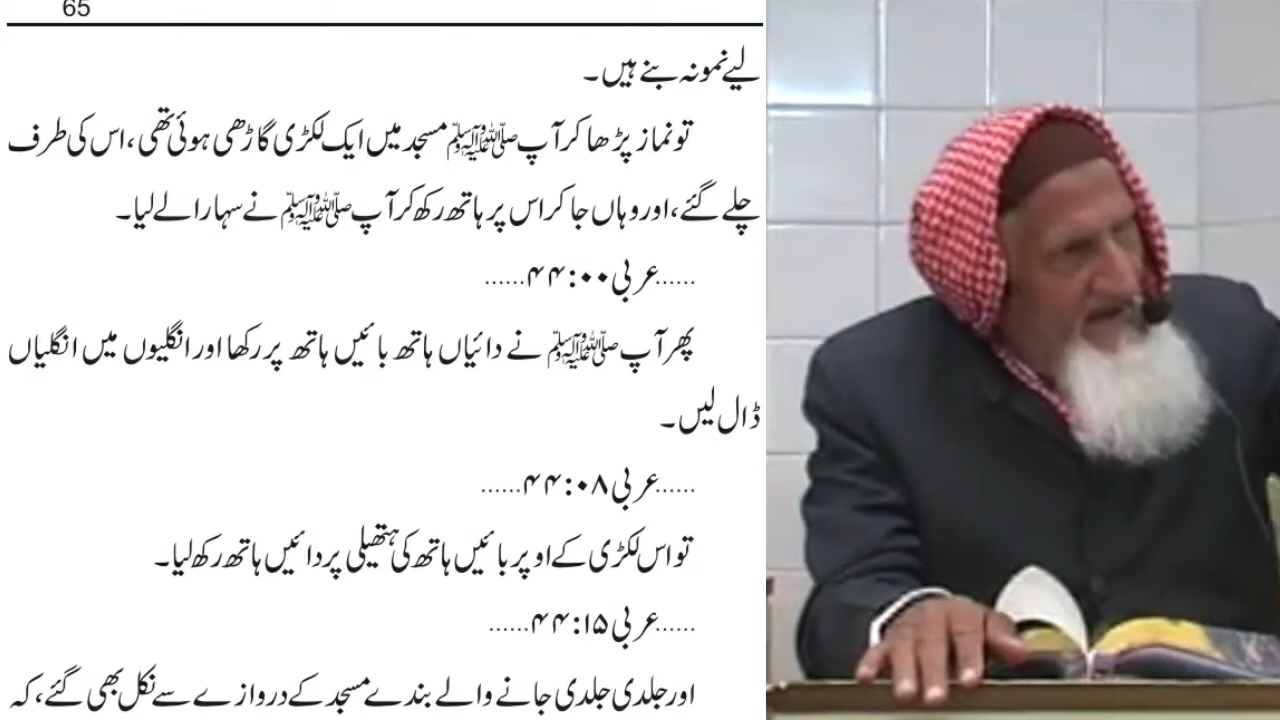 65
لیے نمونہ بنے ہیں۔
تو نماز پڑھا کر آپ ﷺ مسجد میں ایک لکڑی گاڑھی ہوئی تھی، اس کی طرف
چلے گئے، اور وہاں جا کر اس پر ہاتھ رکھ کر آپ ﷺ نے سہارا لے لیا۔
......عربی ۴۴:۰۰......
پھر آپ ﷺ نے دائیاں ہاتھ بائیں ہاتھ پر رکھا اور انگلیوں میں انگلیاں
ڈال لیں۔
......عربی ۴۴:۰۸......
تو اس لکڑی کے اوپر بائیں ہاتھ کی ہتھیلی پر دائیں ہاتھ رکھ لیا۔
......عربی ۴۴:۱۵......
اور جلدی جلدی جانے والے بندے مسجد کے دروازے سے نکل بھی گئے، کہ